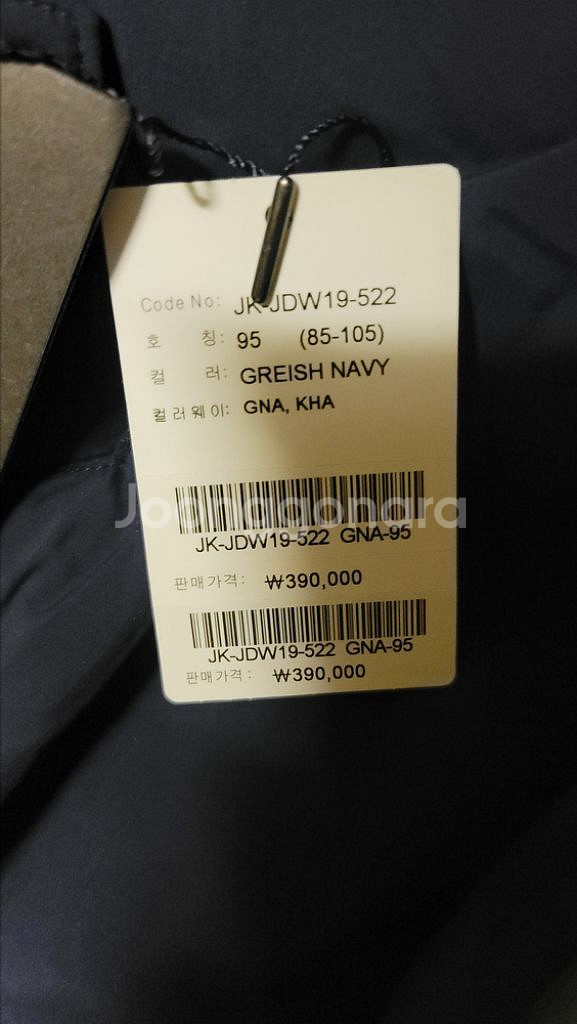 Code No: JK-JDW19-522
호 칭: 95 (85-105)
컬 러: GREISH NAVY
컬러웨이: GNA, KHA
Joongonara
JK-JDW19-522 GNA-95
판매가격: ₩390,000
JK-JDW19-522 GNA-95
판매가격: ₩390,000